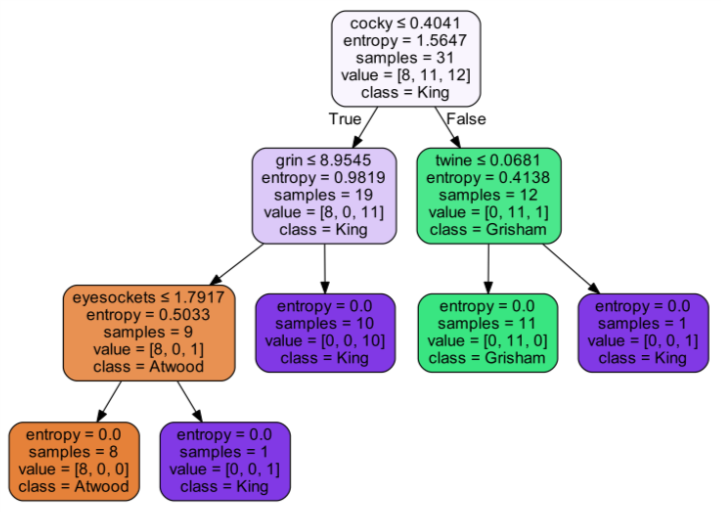 cocky ≤ 0.4041
entropy = 1.5647
samples = 31
value = [8, 11, 12]
class = King
True
False
grin ≤ 8.9545
entropy = 0.9819
samples = 19
value = [8, 0, 11]
class = King
twine ≤ 0.0681
entropy = 0.4138
samples = 12
value = [0, 11, 1]
class = Grisham
eyesockets ≤ 1.7917
entropy = 0.5033
samples = 9
value = [8, 0, 1]
class = Atwood
entropy = 0.0
samples = 10
value = [0, 0, 10]
class = King
entropy = 0.0
samples = 11
value = [0, 11, 0]
class = Grisham
entropy = 0.0
samples = 1
value = [0, 0, 1]
class = King
entropy = 0.0
samples = 8
value = [8, 0, 0]
class = Atwood
entropy = 0.0
samples = 1
value = [0, 0, 1]
class = King